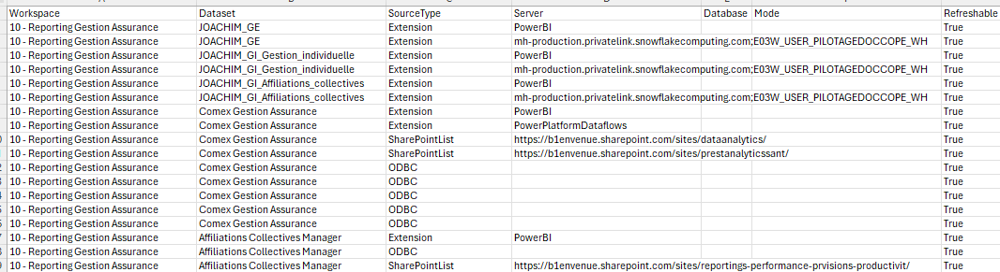 Workspace Dataset SourceType Server Database Mode Refreshable
10 - Reporting Gestion Assurance JOACHIM_GE Extension PowerBI True
10 - Reporting Gestion Assurance JOACHIM_GE Extension mh-production.privatelink.snowflakecomputing.com;E03W_USER_PILOTAGEDOCCOPE_WH True
10 - Reporting Gestion Assurance JOACHIM_GI_Gestion_individuelle Extension PowerBI True
10 - Reporting Gestion Assurance JOACHIM_GI_Gestion_individuelle Extension mh-production.privatelink.snowflakecomputing.com;E03W_USER_PILOTAGEDOCCOPE_WH True
10 - Reporting Gestion Assurance JOACHIM_GI_Affiliations_collectives Extension PowerBI True
10 - Reporting Gestion Assurance JOACHIM_GI_Affiliations_collectives Extension mh-production.privatelink.snowflakecomputing.com;E03W_USER_PILOTAGEDOCCOPE_WH True
10 - Reporting Gestion Assurance Comex Gestion Assurance Extension PowerBI True
10 - Reporting Gestion Assurance Comex Gestion Assurance Extension PowerPlatformDataflows True
10 - Reporting Gestion Assurance Comex Gestion Assurance SharePointList https://b1envenue.sharepoint.com/sites/dataanalytics/ True
10 - Reporting Gestion Assurance Comex Gestion Assurance SharePointList https://b1envenue.sharepoint.com/sites/prestanalyticssant/ True
10 - Reporting Gestion Assurance Comex Gestion Assurance ODBC True
10 - Reporting Gestion Assurance Comex Gestion Assurance ODBC True
10 - Reporting Gestion Assurance Comex Gestion Assurance ODBC True
10 - Reporting Gestion Assurance Comex Gestion Assurance ODBC True
10 - Reporting Gestion Assurance Comex Gestion Assurance ODBC True
10 - Reporting Gestion Assurance Affiliations Collectives Manager Extension PowerBI True
10 - Reporting Gestion Assurance Affiliations Collectives Manager ODBC True
10 - Reporting Gestion Assurance Affiliations Collectives Manager SharePointList https://b1envenue.sharepoint.com/sites/reportings-performance-prvisions-productivit/ True